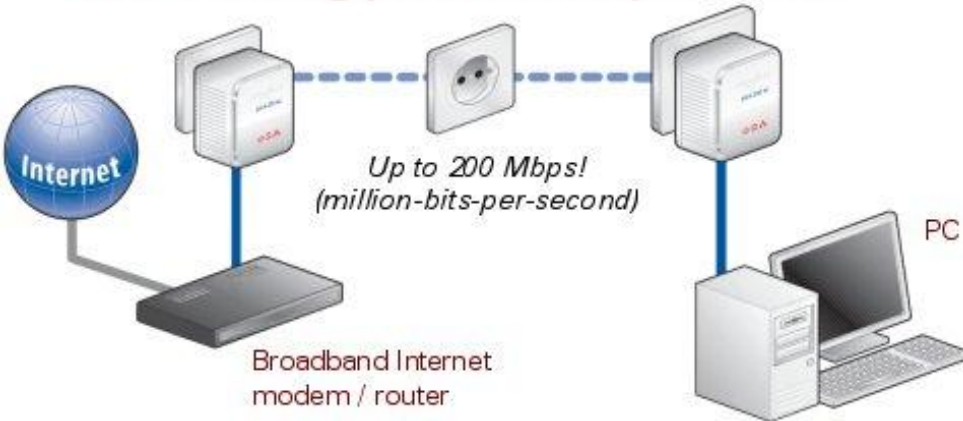 Internet
Up to 200 Mbps!
(million-bits-per-second)
PC
Broadband Internet
modem / router